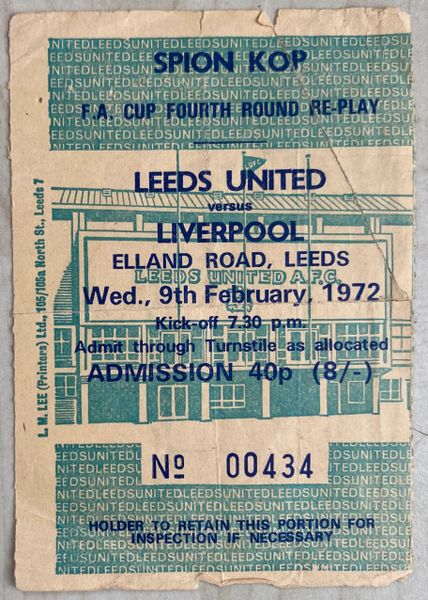 SPION KOP
F.A. CUP FOURTH ROUND RE-PLAY
LUFC
LEEDS UNITED
versus
LIVERPOOL
ELLAND ROAD, LEEDS
LEEDS UNITED A.F.C.
Wed., 9th February, 1972
Kick-off 7.30 p.m.
Admit through Turnstile as allocated
ADMISSION 40p (8/-)
L. M. LEE (Printers) Ltd., 105/105a North St., Leeds 7
Nº 00434
HOLDER TO RETAIN THIS PORTION FOR
INSPECTION IF NECESSARY